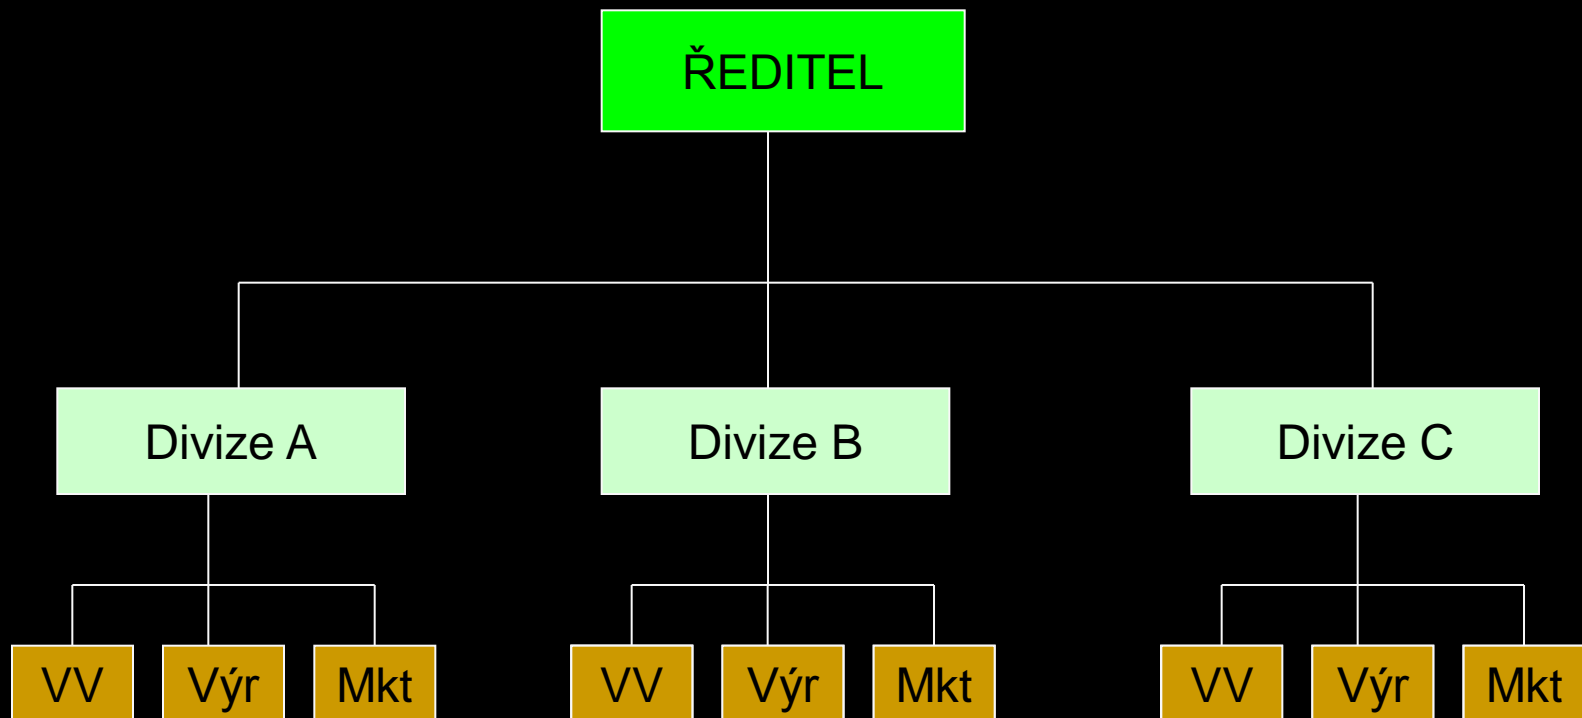 ŘEDITEL
Divize A
Divize B
Divize C
VV
Výr
Mkt
VV
Výr
Mkt
VV
Výr
Mkt